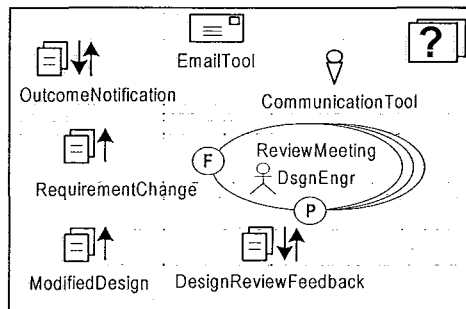 EmailTool
?
OutcomeNotification
CommunicationTool
F
ReviewMeeting
RequirementChange
DsgnEngr
P
ModifiedDesign
DesignReviewFeedback